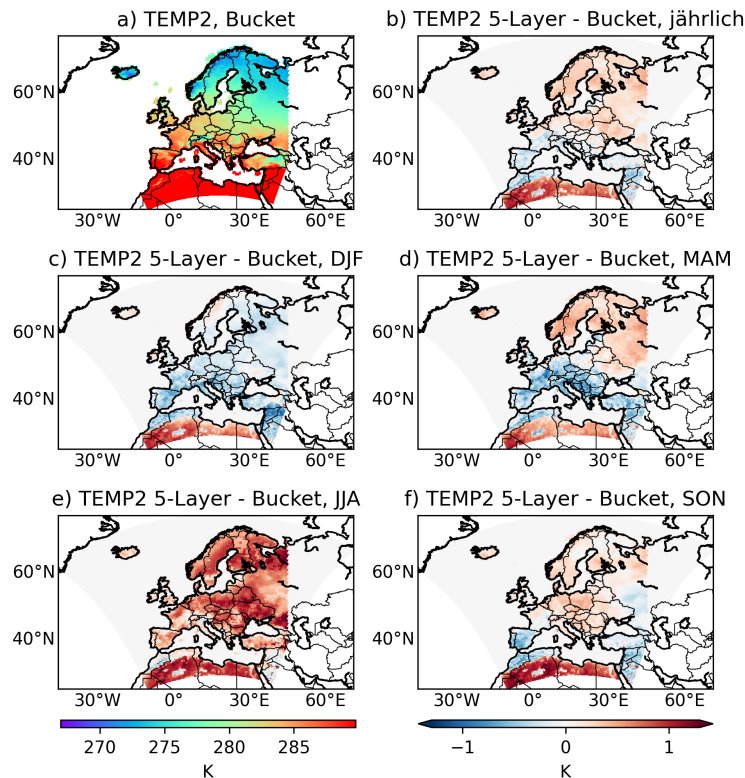 a) TEMP2, Bucket
b) TEMP2 5-Layer - Bucket, jährlich
60°N
40°N
30°W 0° 30°E 60°E
60°N
40°N
30°W 0° 30°E 60°E
c) TEMP2 5-Layer - Bucket, DJF
d) TEMP2 5-Layer - Bucket, MAM
60°N
40°N
30°W 0° 30°E 60°E
60°N
40°N
30°W 0° 30°E 60°E
e) TEMP2 5-Layer - Bucket, JJA
f) TEMP2 5-Layer - Bucket, SON
60°N
40°N
30°W 0° 30°E 60°E
60°N
40°N
30°W 0° 30°E 60°E
270 275 280 285
K
−1 0 1
K